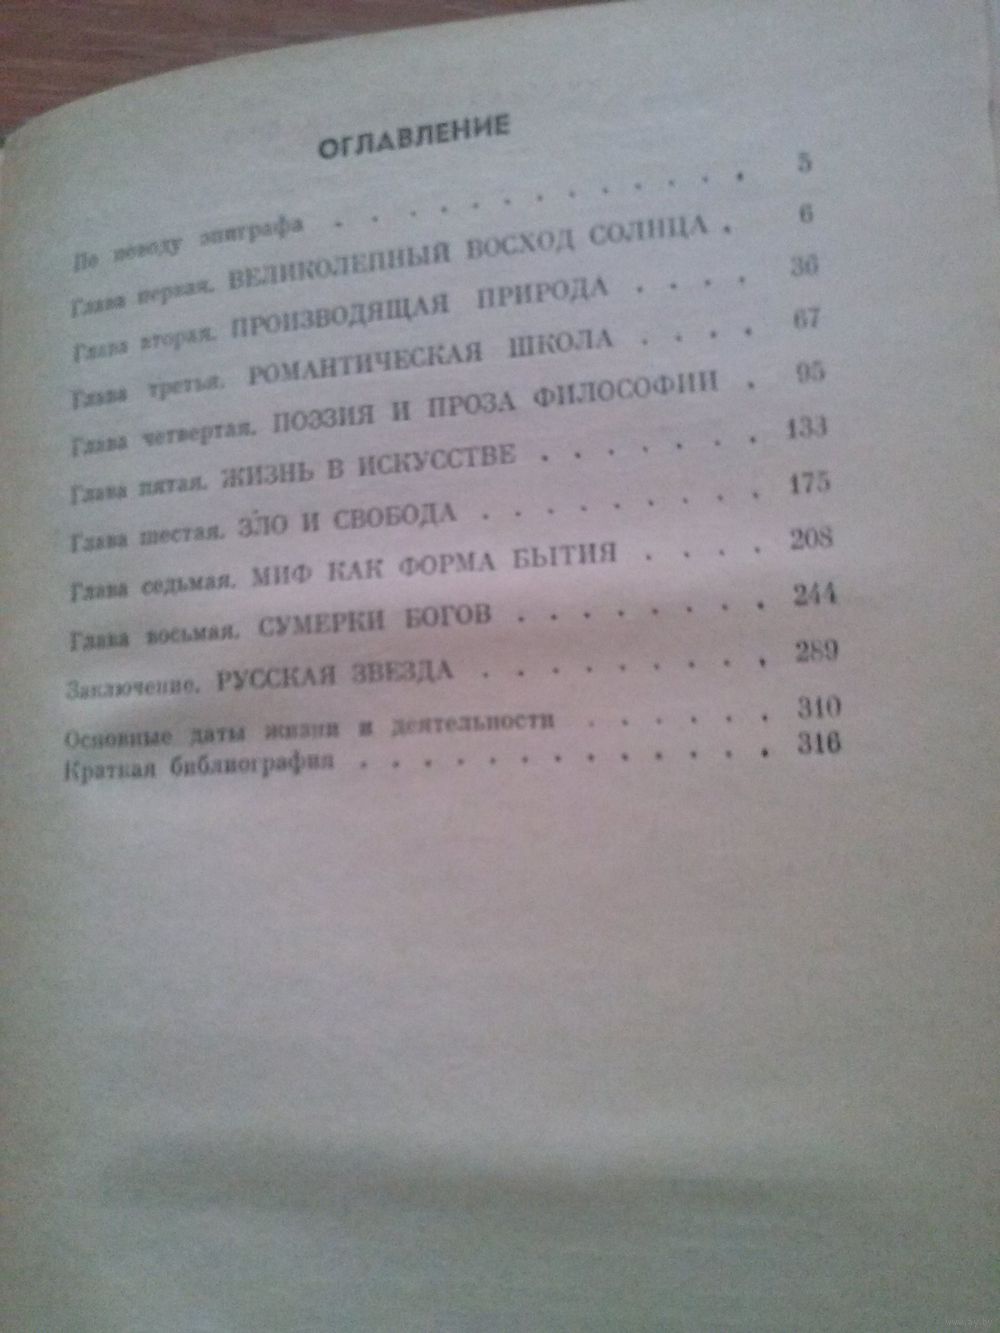 ОГЛАВЛЕНИЕ
По поводу эпиграфа . . . . . . . . . . . . . 5
Глава первая. ВЕЛИКОЛЕПНЫЙ ВОСХОД СОЛНЦА . 6
Глава вторая. ПРОИЗВОДЯЩАЯ ПРИРОДА . . . . 36
Глава третья. РОМАНТИЧЕСКАЯ ШКОЛА . . . . 67
Глава четвертая. ПОЭЗИЯ И ПРОЗА ФИЛОСОФИИ . 95
Глава пятая. ЖИЗНЬ В ИСКУССТВЕ . . . . . . . 133
Глава шестая. ЗЛО И СВОБОДА . . . . . . . . . 175
Глава седьмая. МИФ КАК ФОРМА БЫТИЯ . . . . 208
Глава восьмая. СУМЕРКИ БОГОВ . . . . . . . . 244
Заключение. РУССКАЯ ЗВЕЗДА . . . . . . . . . 289
Основные даты жизни и деятельности . . . . . . 310
Краткая библиография . . . . . . . . . . . . . 316
www.ay.by